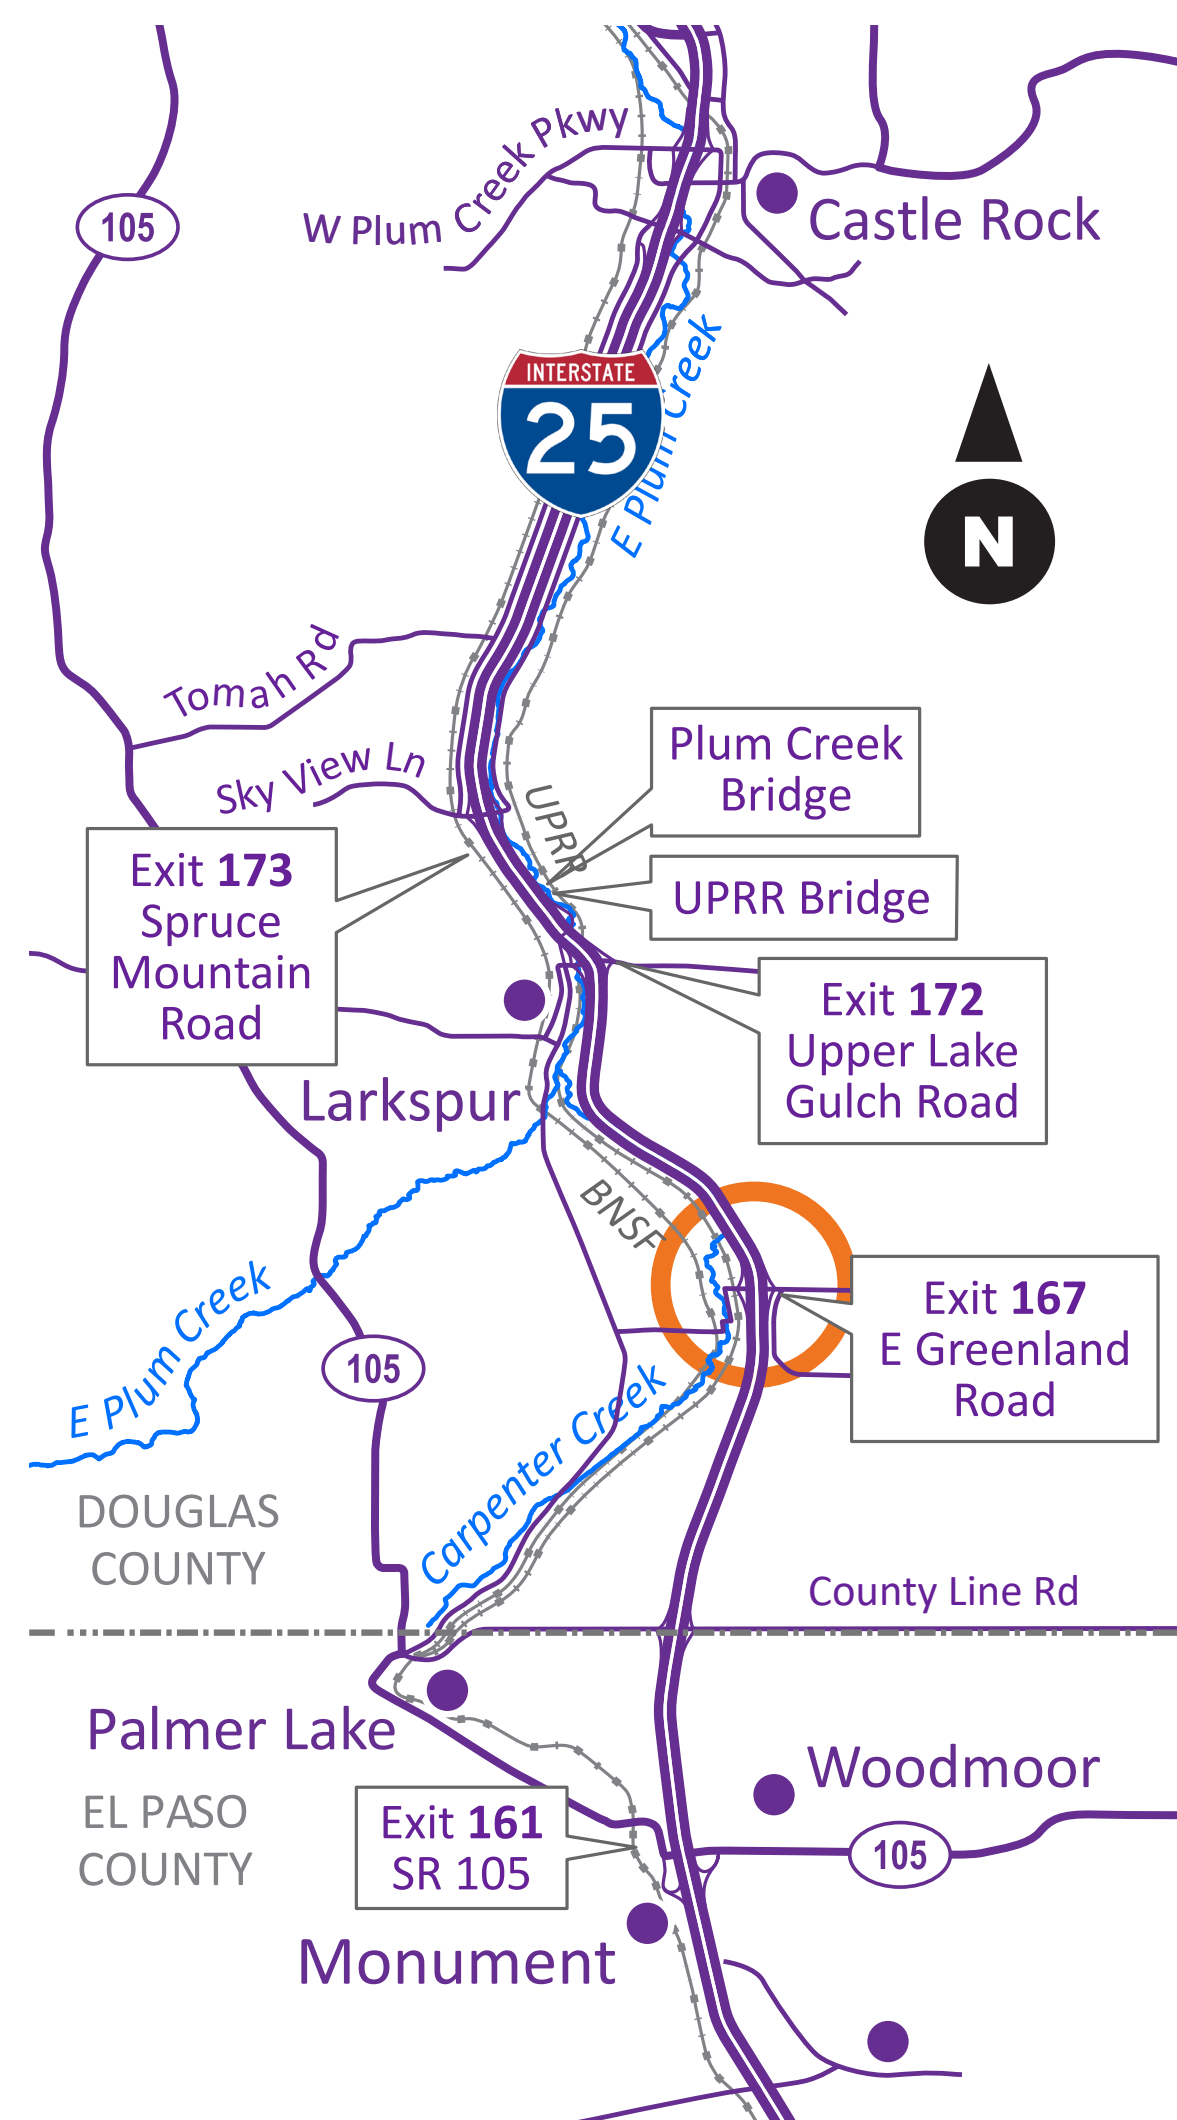 W Plum Creek Pkwy
105
Castle Rock
INTERSTATE
25
E Plum Creek
N
Tomah Rd
Sky View Ln
Plum Creek
Bridge
UPRR
UPRR Bridge
Exit 173
Spruce
Mountain
Road
Exit 172
Upper Lake
Gulch Road
Larkspur
BNSF
Exit 167
E Greenland
Road
E Plum Creek
105
Carpenter Creek
DOUGLAS
COUNTY
County Line Rd
Palmer Lake
Woodmoor
EL PASO
COUNTY
Exit 161
SR 105
105
Monument